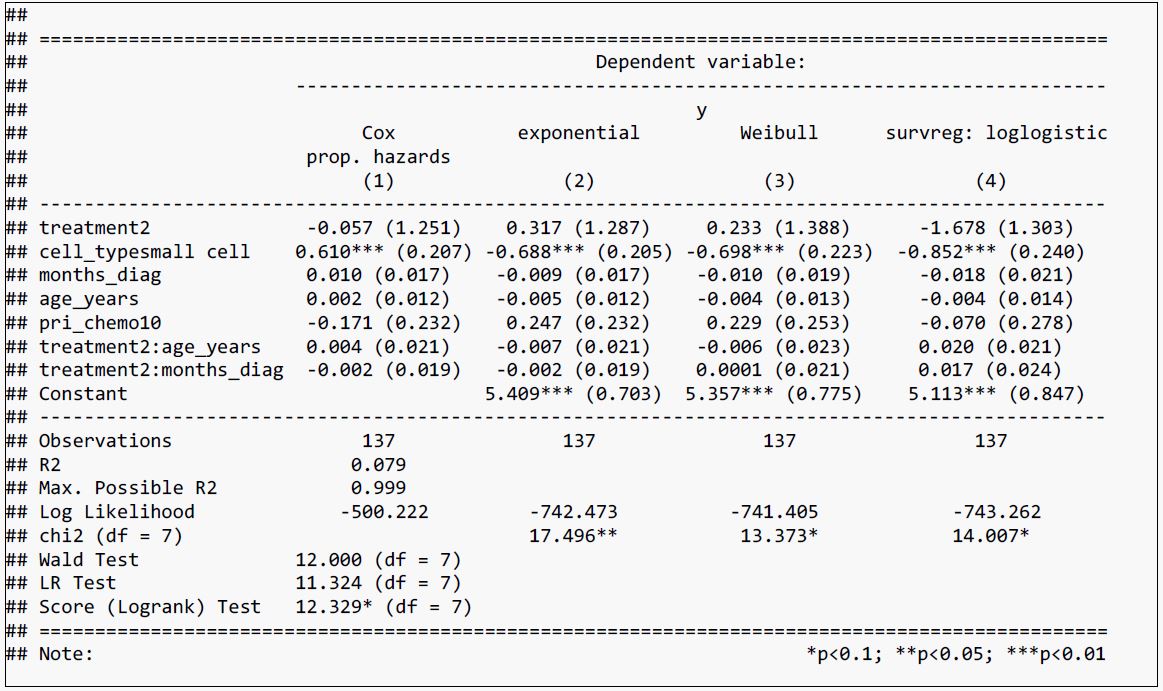 ##
## ================================================================================================
##                                               Dependent variable:
##                        -------------------------------------------------------------------------
##                                                            y
##                              Cox           exponential         Weibull      survreg: loglogistic
##                         prop. hazards
##                              (1)               (2)               (3)                (4)
## ------------------------------------------------------------------------------------------------
## treatment2              -0.057 (1.251)    0.317 (1.287)     0.233 (1.388)      -1.678 (1.303)
## cell_typesmall cell    0.610*** (0.207) -0.688*** (0.205) -0.698*** (0.223) -0.852*** (0.240)
## months_diag             0.010 (0.017)    -0.009 (0.017)    -0.010 (0.019)      -0.018 (0.021)
## age_years               0.002 (0.012)    -0.005 (0.012)    -0.004 (0.013)      -0.004 (0.014)
## pri_chemo10             -0.171 (0.232)    0.247 (0.232)     0.229 (0.253)      -0.070 (0.278)
## treatment2:age_years    0.004 (0.021)    -0.007 (0.021)    -0.006 (0.023)      0.020 (0.021)
## treatment2:months_diag  -0.002 (0.019)   -0.002 (0.019)    0.0001 (0.021)      0.017 (0.024)
## Constant                                5.409*** (0.703)  5.357*** (0.775)    5.113*** (0.847)
## ------------------------------------------------------------------------------------------------
## Observations                 137               137               137                137
## R2                          0.079
## Max. Possible R2            0.999
## Log Likelihood             -500.222         -742.473          -741.405           -743.262
## chi2 (df = 7)                               17.496**           13.373*           14.007*
## Wald Test              12.000 (df = 7)
## LR Test                11.324 (df = 7)
## Score (Logrank) Test   12.329* (df = 7)
## ================================================================================================
## Note:                                                                *p<0.1; **p<0.05; ***p<0.01